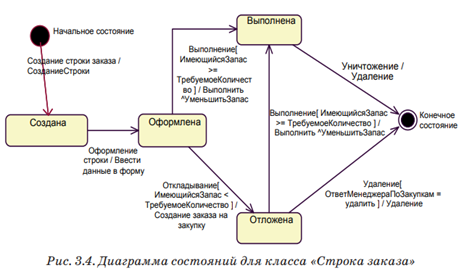 Начальное состояние
Создание строки заказа /
СозданиеСтроки
Создана
Оформление
строки / Ввести
данные в форму
Оформлена
Выполнение[
ИмеющийсяЗапас
>=
ТребуемоеКоличест
во ] / Выполнить
^УменьшитьЗапас
Выполнена
Уничтожение /
Удаление
Выполнение[ ИмеющийсяЗапас
>= ТребуемоеКоличество ] /
Выполнить ^УменьшитьЗапас
Конечное
состояние
Откладывание[
ИмеющийсяЗапас <
ТребуемоеКоличество ] /
Создание заказа на
закупку
Отложена
Удаление[
ОтветМенеджераПоЗакупкам =
удалить ] / Удаление
Рис. 3.4. Диаграмма состояний для класса «Строка заказа»